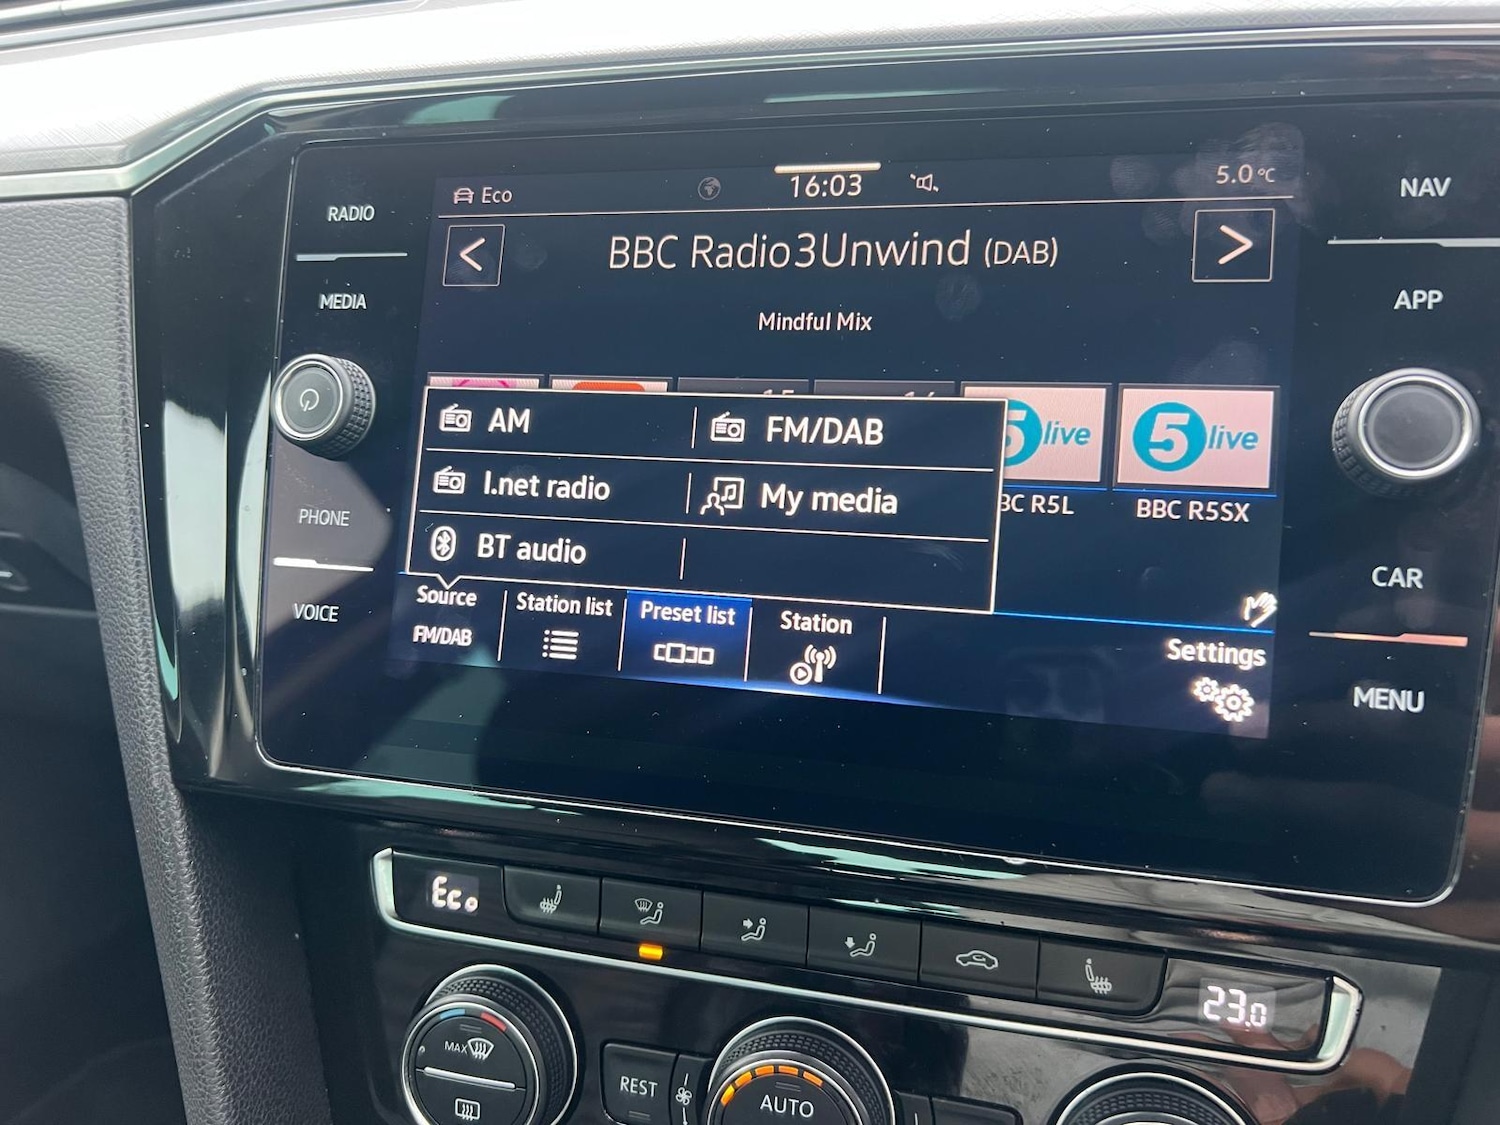 RADIO
MEDIA
PHONE
VOICE
Eco
16:03
5.0 °C
BBC Radio3Unwind (DAB)
Mindful Mix
AM
FM/DAB
I.net radio
My media
BT audio
5 live
5 live
BC R5L
BBC R5SX
Source
FM/DAB
Station list
Preset list
Station
Settings
NAV
APP
CAR
MENU
Eco
23.0
MAX
REST
AUTO